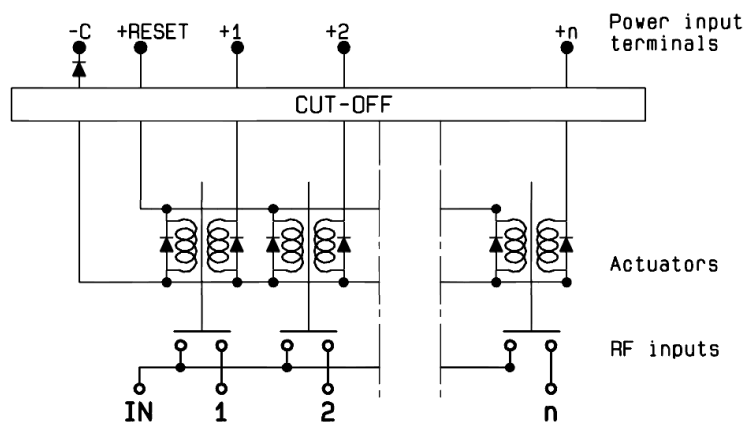 -C +RESET +1 +2 +n Power input
terminals
CUT-OFF
Actuators
RF inputs
IN 1 2 n